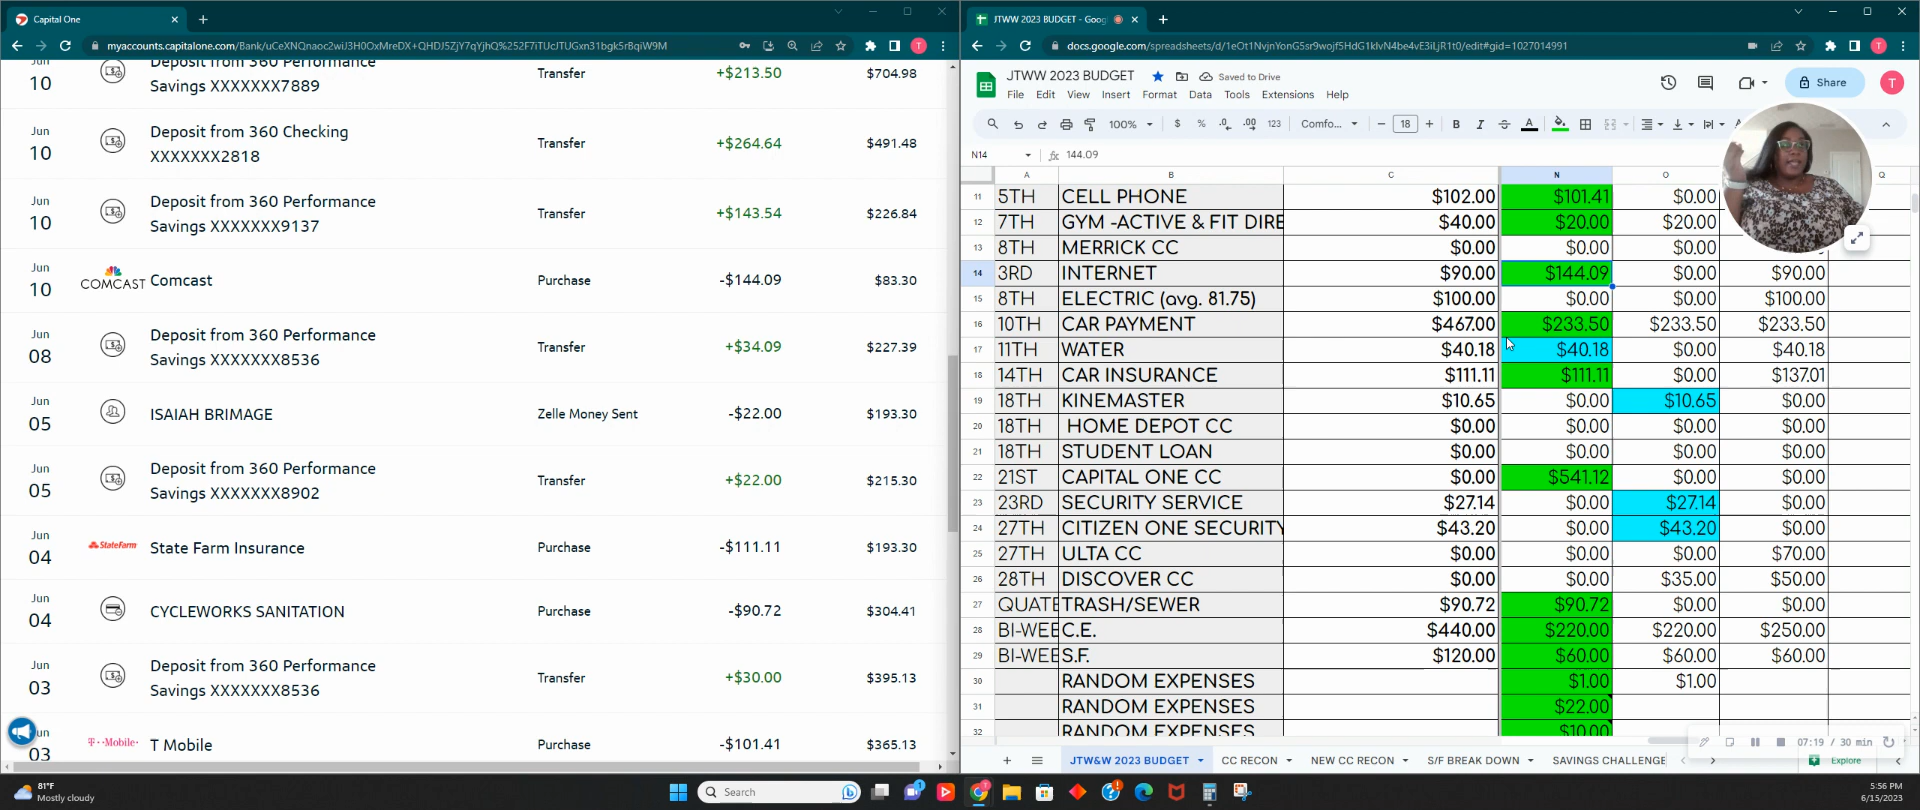 Capital One
myaccounts.capitalone.com/Bank/uCeXNQnaoc2wiJ3H0OxMreDX+QHDJ5ZjY7qYjhQ%252F7iTUcJTUGxn31bgk5rBqiW9M
Jun 10 Deposit from 360 Performance Savings XXXXXXX7889 Transfer +$213.50 $704.98
Jun 10 Deposit from 360 Checking XXXXXXX2818 Transfer +$264.64 $491.48
Jun 10 Deposit from 360 Performance Savings XXXXXXX9137 Transfer +$143.54 $226.84
Jun 10 COMCAST Comcast Purchase -$144.09 $83.30
Jun 08 Deposit from 360 Performance Savings XXXXXXX8536 Transfer +$34.09 $227.39
Jun 05 ISAIAH BRIMAGE Zelle Money Sent -$22.00 $193.30
Jun 05 Deposit from 360 Performance Savings XXXXXXX8902 Transfer +$22.00 $215.30
Jun 04 StateFarm State Farm Insurance Purchase -$111.11 $193.30
Jun 04 CYCLEWORKS SANITATION Purchase -$90.72 $304.41
Jun 03 Deposit from 360 Performance Savings XXXXXXX8536 Transfer +$30.00 $395.13
Jun 03 T-Mobile T Mobile Purchase -$101.41 $365.13
JTWW 2023 BUDGET - Goog
docs.google.com/spreadsheets/d/1eOt1NvjnYonG5sr9wojf5HdG1klvN4be4vE3iLjR1t0/edit#gid=1027014991
JTWW 2023 BUDGET Saved to Drive
File Edit View Insert Format Data Tools Extensions Help
Share T
100% $ % .0 .00 123 Comfo... − 18 + B I A
N14 fx 144.09
A B C N O Q
11 5TH CELL PHONE $102.00 $101.41 $0.00
12 7TH GYM -ACTIVE & FIT DIRE $40.00 $20.00 $20.00
13 8TH MERRICK CC $0.00 $0.00 $0.00
14 3RD INTERNET $90.00 $144.09 $0.00 $90.00
15 8TH ELECTRIC (avg. 81.75) $100.00 $0.00 $0.00 $100.00
16 10TH CAR PAYMENT $467.00 $233.50 $233.50 $233.50
17 11TH WATER $40.18 $40.18 $0.00 $40.18
18 14TH CAR INSURANCE $111.11 $111.11 $0.00 $137.01
19 18TH KINEMASTER $10.65 $0.00 $10.65 $0.00
20 18TH HOME DEPOT CC $0.00 $0.00 $0.00 $0.00
21 18TH STUDENT LOAN $0.00 $0.00 $0.00 $0.00
22 21ST CAPITAL ONE CC $0.00 $541.12 $0.00 $0.00
23 23RD SECURITY SERVICE $27.14 $0.00 $27.14 $0.00
24 27TH CITIZEN ONE SECURITY $43.20 $0.00 $43.20 $0.00
25 27TH ULTA CC $0.00 $0.00 $0.00 $70.00
26 28TH DISCOVER CC $0.00 $0.00 $35.00 $50.00
27 QUATE TRASH/SEWER $90.72 $90.72 $0.00 $0.00
28 BI-WEE C.E. $440.00 $220.00 $220.00 $250.00
29 BI-WEE S.F. $120.00 $60.00 $60.00 $60.00
30 RANDOM EXPENSES $1.00 $1.00
31 RANDOM EXPENSES $22.00
32 RANDOM EXPENSES $10.00
07:19 / 30 min
JTW&W 2023 BUDGET CC RECON NEW CC RECON S/F BREAK DOWN SAVINGS CHALLENGE Explore
81°F
Mostly cloudy
Search
5:56 PM
6/15/2023